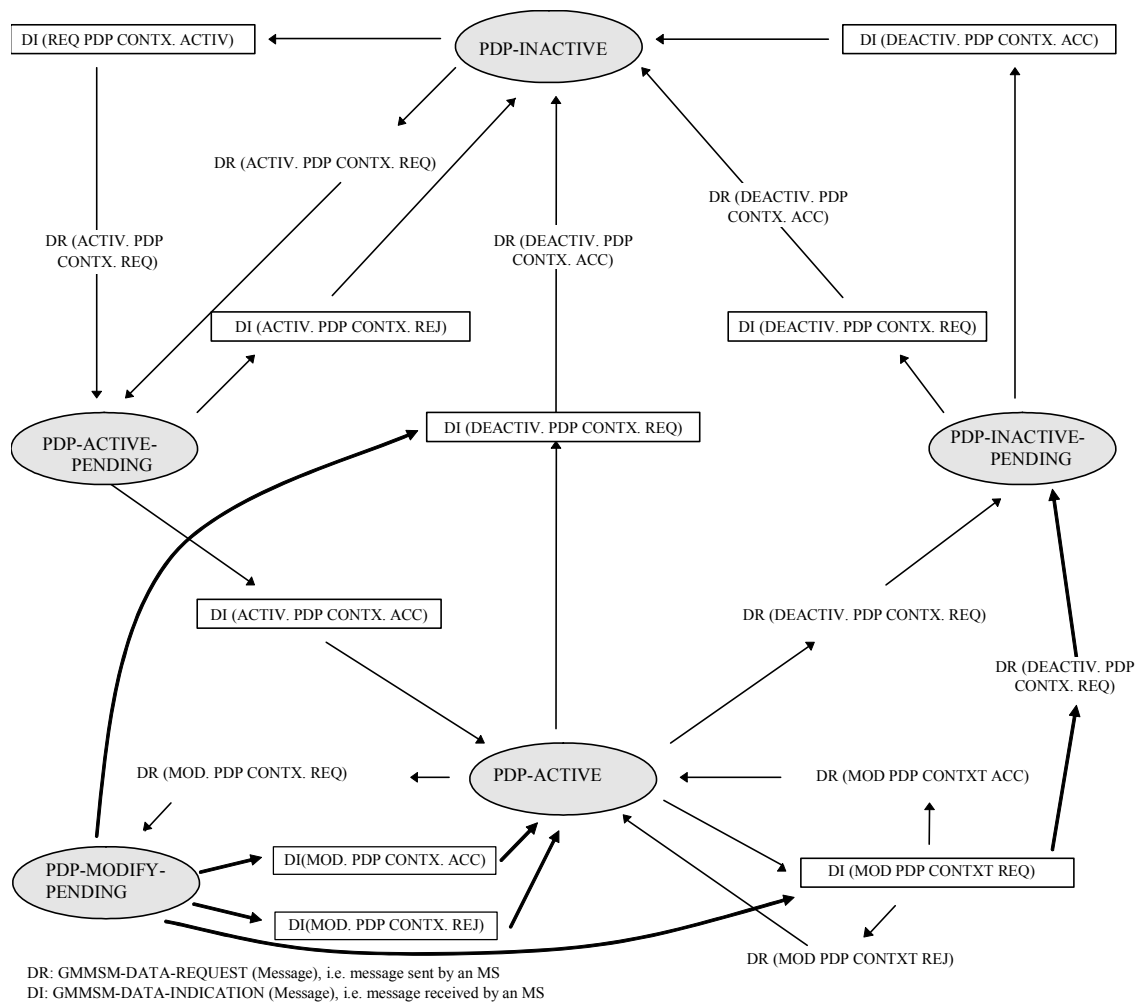 DI (REQ PDP CONTX. ACTIV)
PDP-INACTIVE
DI (DEACTIV. PDP CONTX. ACC)
DR (ACTIV. PDP CONTX. REQ)
DR (DEACTIV. PDP
CONTX. ACC)
DR (ACTIV. PDP
CONTX. REQ)
DR (DEACTIV. PDP
CONTX. ACC)
DI (ACTIV. PDP CONTX. REJ)
DI (DEACTIV. PDP CONTX. REQ)
PDP-ACTIVE-
PENDING
DI (DEACTIV. PDP CONTX. REQ)
PDP-INACTIVE-
PENDING
DI (ACTIV. PDP CONTX. ACC)
DR (DEACTIV. PDP CONTX. REQ)
DR (DEACTIV. PDP
CONTX. REQ)
DR (MOD. PDP CONTX. REQ)
PDP-ACTIVE
DR (MOD PDP CONTXT ACC)
PDP-MODIFY-
PENDING
DI(MOD. PDP CONTX. ACC)
DI (MOD PDP CONTXT REQ)
DI(MOD. PDP CONTX. REJ)
DR (MOD PDP CONTXT REJ)
DR: GMMSM-DATA-REQUEST (Message), i.e. message sent by an MS
DI: GMMSM-DATA-INDICATION (Message), i.e. message received by an MS